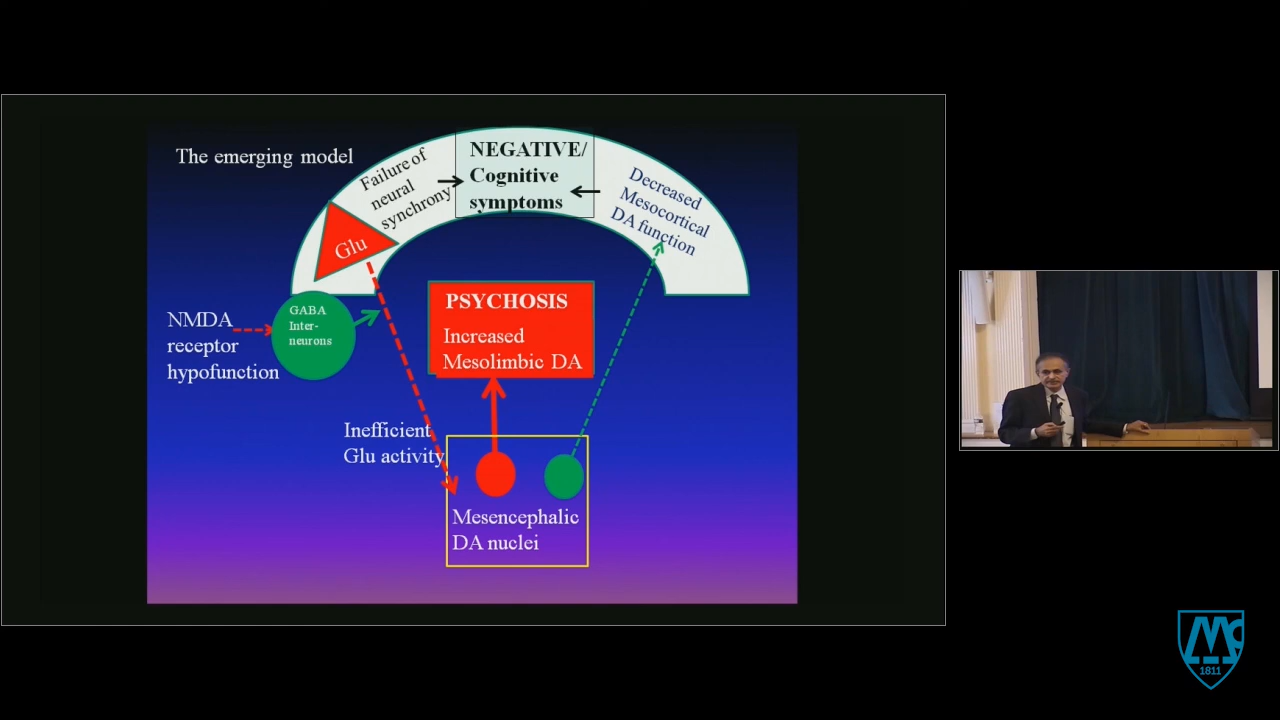 The emerging model
Failure of
neural
synchrony
NEGATIVE/
Cognitive
symptoms
Decreased
Mesocortical
DA function
Glu
NMDA
receptor
hypofunction
GABA
Inter-
neurons
PSYCHOSIS
Increased
Mesolimbic DA
Inefficient
Glu activity
Mesencephalic
DA nuclei
Mc
1811